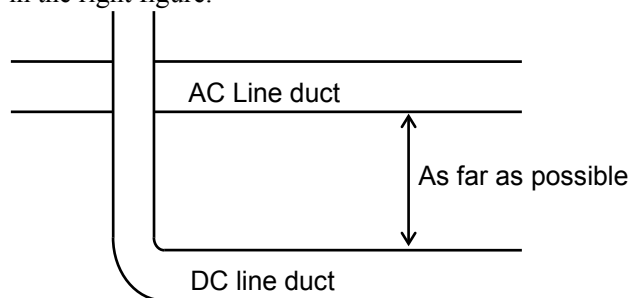 in the right figure.
AC Line duct
As far as possible
DC line duct